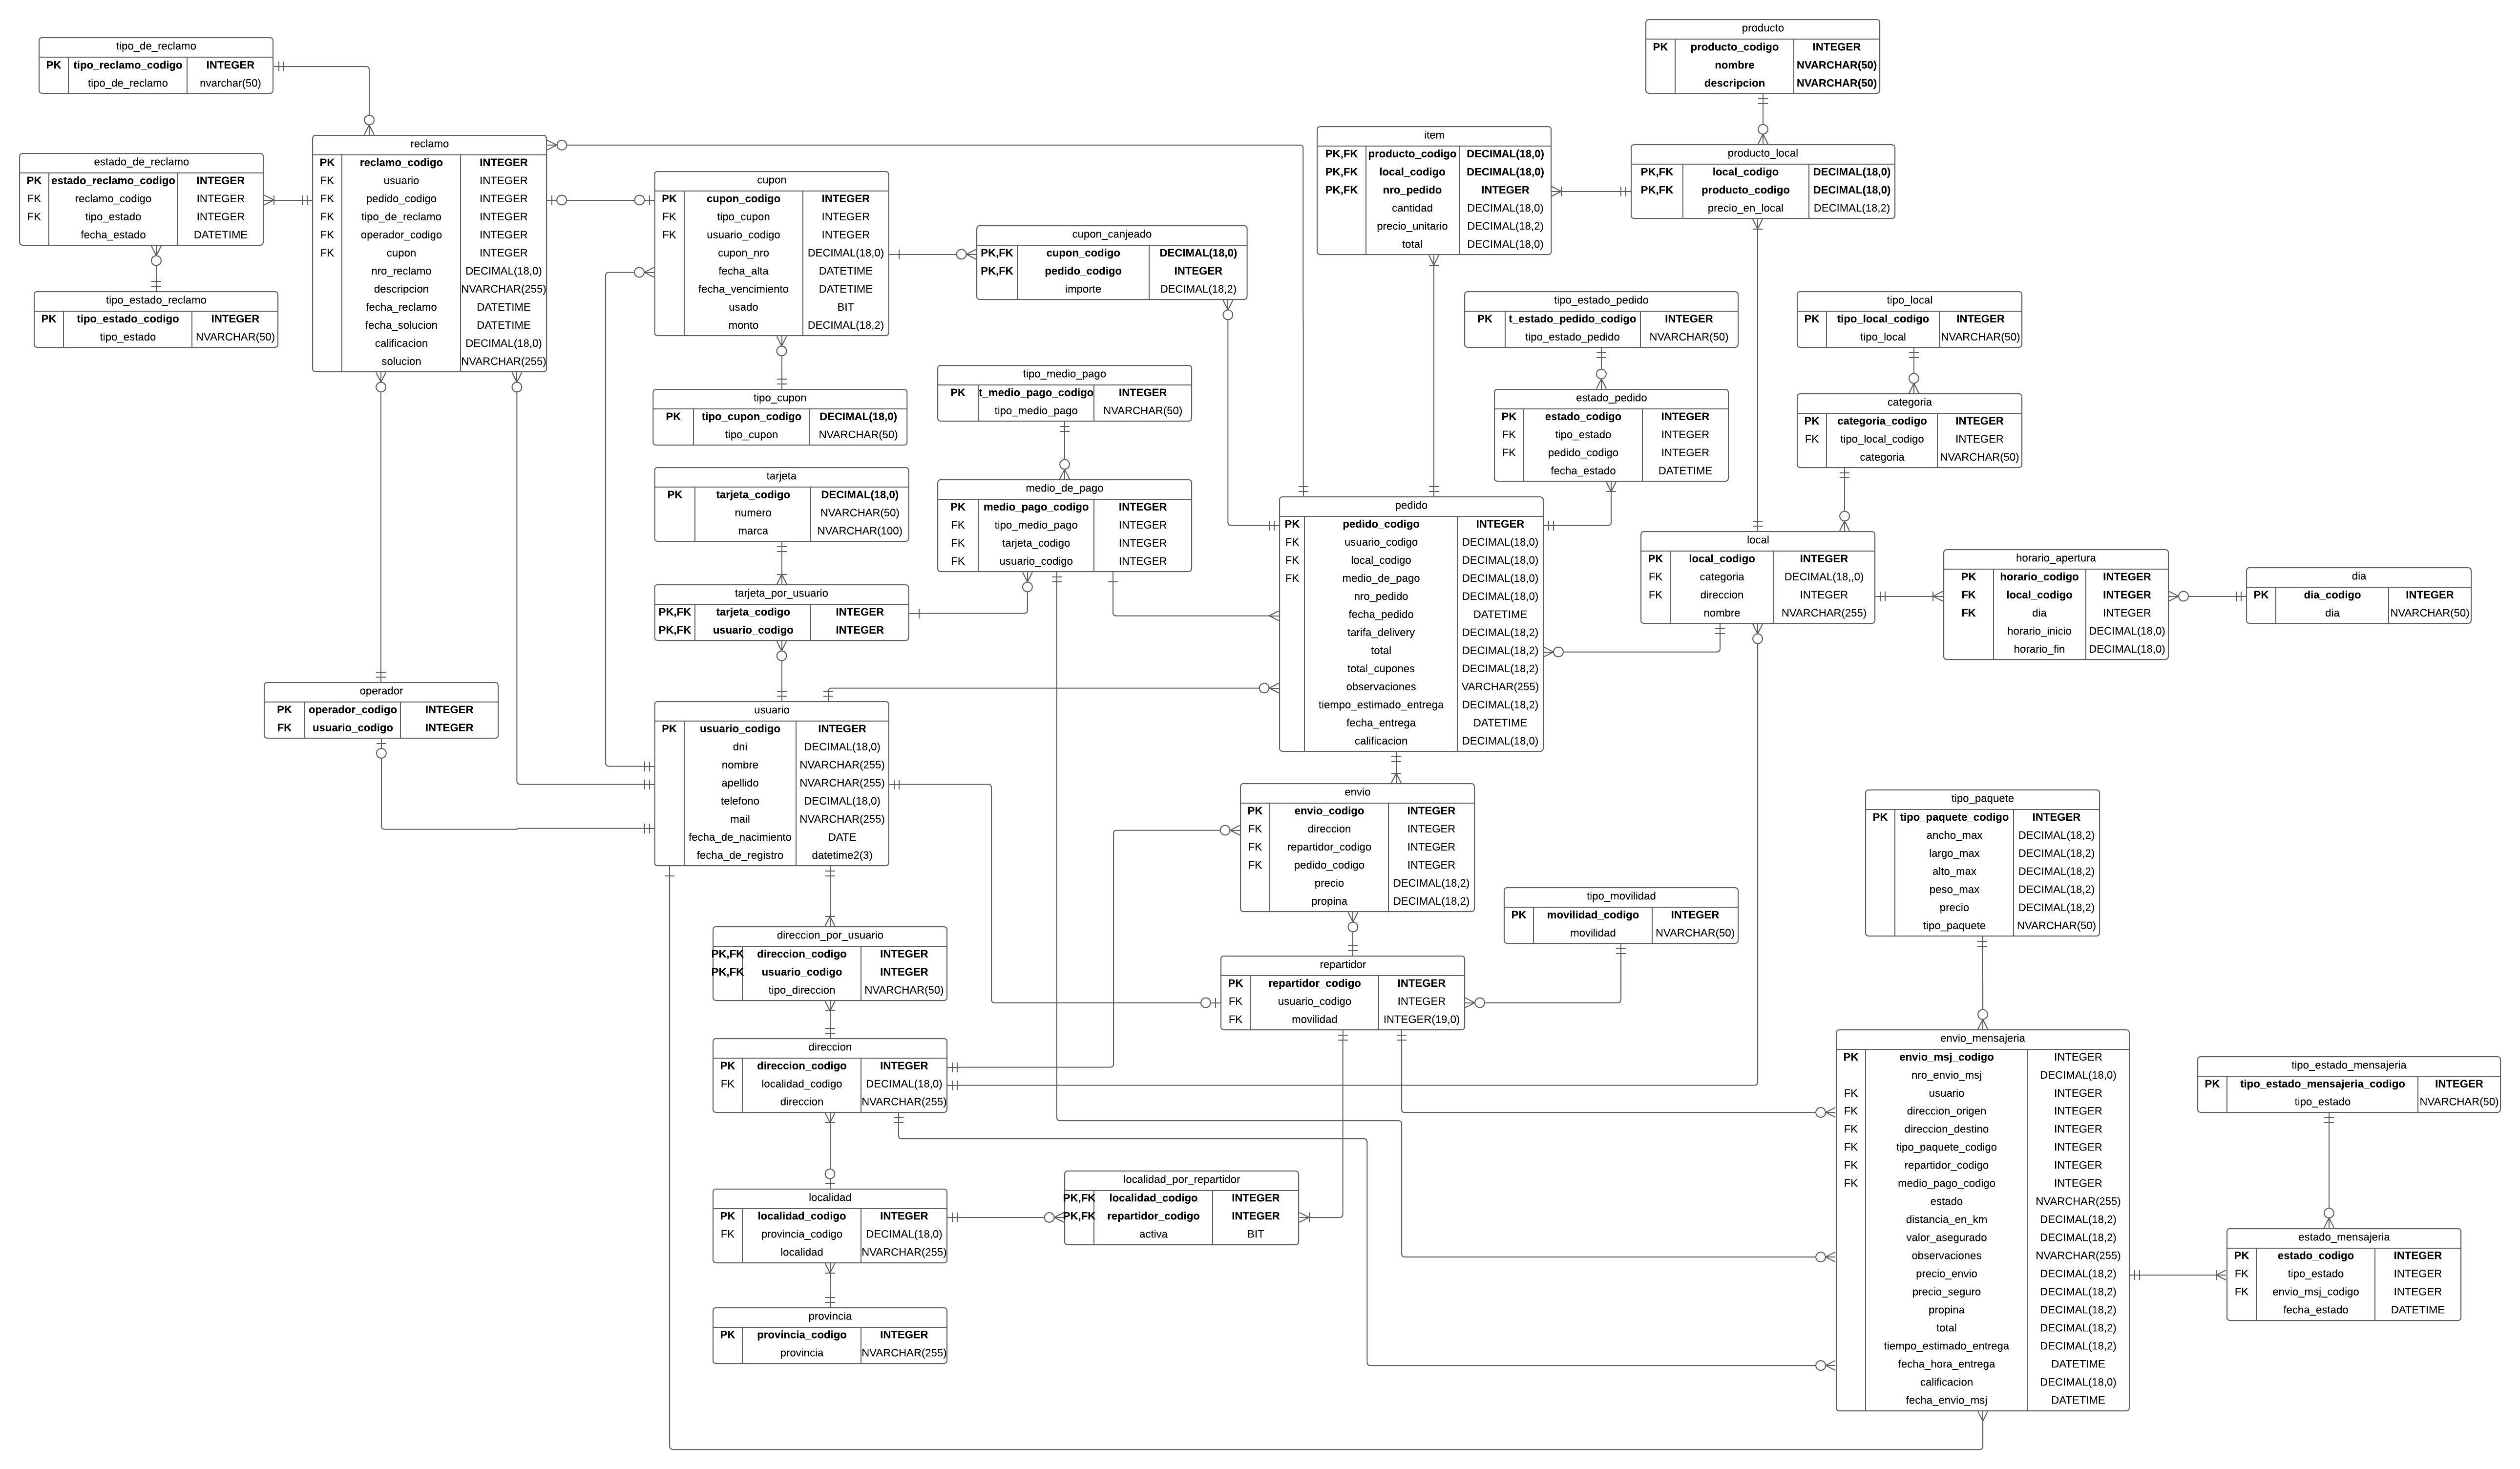 tipo_de_reclamo
PK tipo_reclamo_codigo INTEGER
tipo_de_reclamo nvarchar(50)
estado_de_reclamo
PK estado_reclamo_codigo INTEGER
FK reclamo_codigo INTEGER
FK tipo_estado INTEGER
fecha_estado DATETIME
tipo_estado_reclamo
PK tipo_estado_codigo INTEGER
tipo_estado NVARCHAR(50)
reclamo
PK reclamo_codigo INTEGER
FK usuario INTEGER
FK pedido_codigo INTEGER
FK tipo_de_reclamo INTEGER
FK operador_codigo INTEGER
FK cupon INTEGER
nro_reclamo DECIMAL(18,0)
descripcion NVARCHAR(255)
fecha_reclamo DATETIME
fecha_solucion DATETIME
calificacion DECIMAL(18,0)
solucion NVARCHAR(255)
cupon
PK cupon_codigo INTEGER
FK tipo_cupon INTEGER
FK usuario_codigo INTEGER
cupon_nro DECIMAL(18,0)
fecha_alta DATETIME
fecha_vencimiento DATETIME
usado BIT
monto DECIMAL(18,2)
cupon_canjeado
PK,FK cupon_codigo DECIMAL(18,0)
PK,FK pedido_codigo INTEGER
importe DECIMAL(18,2)
tipo_cupon
PK tipo_cupon_codigo DECIMAL(18,0)
tipo_cupon NVARCHAR(50)
tipo_medio_pago
PK t_medio_pago_codigo INTEGER
tipo_medio_pago NVARCHAR(50)
tarjeta
PK tarjeta_codigo DECIMAL(18,0)
numero NVARCHAR(50)
marca NVARCHAR(100)
medio_de_pago
PK medio_pago_codigo INTEGER
FK tipo_medio_pago INTEGER
FK tarjeta_codigo INTEGER
FK usuario_codigo INTEGER
tarjeta_por_usuario
PK,FK tarjeta_codigo INTEGER
PK,FK usuario_codigo INTEGER
operador
PK operador_codigo INTEGER
FK usuario_codigo INTEGER
usuario
PK usuario_codigo INTEGER
dni DECIMAL(18,0)
nombre NVARCHAR(255)
apellido NVARCHAR(255)
telefono DECIMAL(18,0)
mail NVARCHAR(255)
fecha_de_nacimiento DATE
fecha_de_registro datetime2(3)
direccion_por_usuario
PK,FK direccion_codigo INTEGER
PK,FK usuario_codigo INTEGER
tipo_direccion NVARCHAR(50)
direccion
PK direccion_codigo INTEGER
FK localidad_codigo DECIMAL(18,0)
direccion NVARCHAR(255)
localidad
PK localidad_codigo INTEGER
FK provincia_codigo DECIMAL(18,0)
localidad NVARCHAR(255)
provincia
PK provincia_codigo INTEGER
provincia NVARCHAR(255)
localidad_por_repartidor
PK,FK localidad_codigo INTEGER
PK,FK repartidor_codigo INTEGER
activa BIT
producto
PK producto_codigo INTEGER
nombre NVARCHAR(50)
descripcion NVARCHAR(50)
item
PK,FK producto_codigo DECIMAL(18,0)
PK,FK local_codigo DECIMAL(18,0)
PK,FK nro_pedido INTEGER
cantidad DECIMAL(18,0)
precio_unitario DECIMAL(18,2)
total DECIMAL(18,0)
producto_local
PK,FK local_codigo DECIMAL(18,0)
PK,FK producto_codigo DECIMAL(18,0)
precio_en_local DECIMAL(18,2)
tipo_estado_pedido
PK t_estado_pedido_codigo INTEGER
tipo_estado_pedido NVARCHAR(50)
tipo_local
PK tipo_local_codigo INTEGER
tipo_local NVARCHAR(50)
estado_pedido
PK estado_codigo INTEGER
FK tipo_estado INTEGER
FK pedido_codigo INTEGER
fecha_estado DATETIME
categoria
PK categoria_codigo INTEGER
FK tipo_local_codigo INTEGER
categoria NVARCHAR(50)
pedido
PK pedido_codigo INTEGER
FK usuario_codigo DECIMAL(18,0)
FK local_codigo DECIMAL(18,0)
FK medio_de_pago DECIMAL(18,0)
nro_pedido DECIMAL(18,0)
fecha_pedido DATETIME
tarifa_delivery DECIMAL(18,2)
total DECIMAL(18,2)
total_cupones DECIMAL(18,2)
observaciones VARCHAR(255)
tiempo_estimado_entrega DECIMAL(18,2)
fecha_entrega DATETIME
calificacion DECIMAL(18,0)
local
PK local_codigo INTEGER
FK categoria DECIMAL(18,,0)
FK direccion INTEGER
nombre NVARCHAR(255)
horario_apertura
PK horario_codigo INTEGER
FK local_codigo INTEGER
FK dia INTEGER
horario_inicio DECIMAL(18,0)
horario_fin DECIMAL(18,0)
dia
PK dia_codigo INTEGER
dia NVARCHAR(50)
envio
PK envio_codigo INTEGER
FK direccion INTEGER
FK repartidor_codigo INTEGER
FK pedido_codigo INTEGER
precio DECIMAL(18,2)
propina DECIMAL(18,2)
tipo_movilidad
PK movilidad_codigo INTEGER
movilidad NVARCHAR(50)
repartidor
PK repartidor_codigo INTEGER
FK usuario_codigo INTEGER
FK movilidad INTEGER(19,0)
tipo_paquete
PK tipo_paquete_codigo INTEGER
ancho_max DECIMAL(18,2)
largo_max DECIMAL(18,2)
alto_max DECIMAL(18,2)
peso_max DECIMAL(18,2)
precio DECIMAL(18,2)
tipo_paquete NVARCHAR(50)
envio_mensajeria
PK envio_msj_codigo INTEGER
nro_envio_msj DECIMAL(18,0)
FK usuario INTEGER
FK direccion_origen INTEGER
FK direccion_destino INTEGER
FK tipo_paquete_codigo INTEGER
FK repartidor_codigo INTEGER
FK medio_pago_codigo INTEGER
estado NVARCHAR(255)
distancia_en_km DECIMAL(18,2)
valor_asegurado DECIMAL(18,2)
observaciones NVARCHAR(255)
precio_envio DECIMAL(18,2)
precio_seguro DECIMAL(18,2)
propina DECIMAL(18,2)
total DECIMAL(18,2)
tiempo_estimado_entrega DECIMAL(18,2)
fecha_hora_entrega DATETIME
calificacion DECIMAL(18,0)
fecha_envio_msj DATETIME
tipo_estado_mensajeria
PK tipo_estado_mensajeria_codigo INTEGER
tipo_estado NVARCHAR(50)
estado_mensajeria
PK estado_codigo INTEGER
FK tipo_estado INTEGER
FK envio_msj_codigo INTEGER
fecha_estado DATETIME